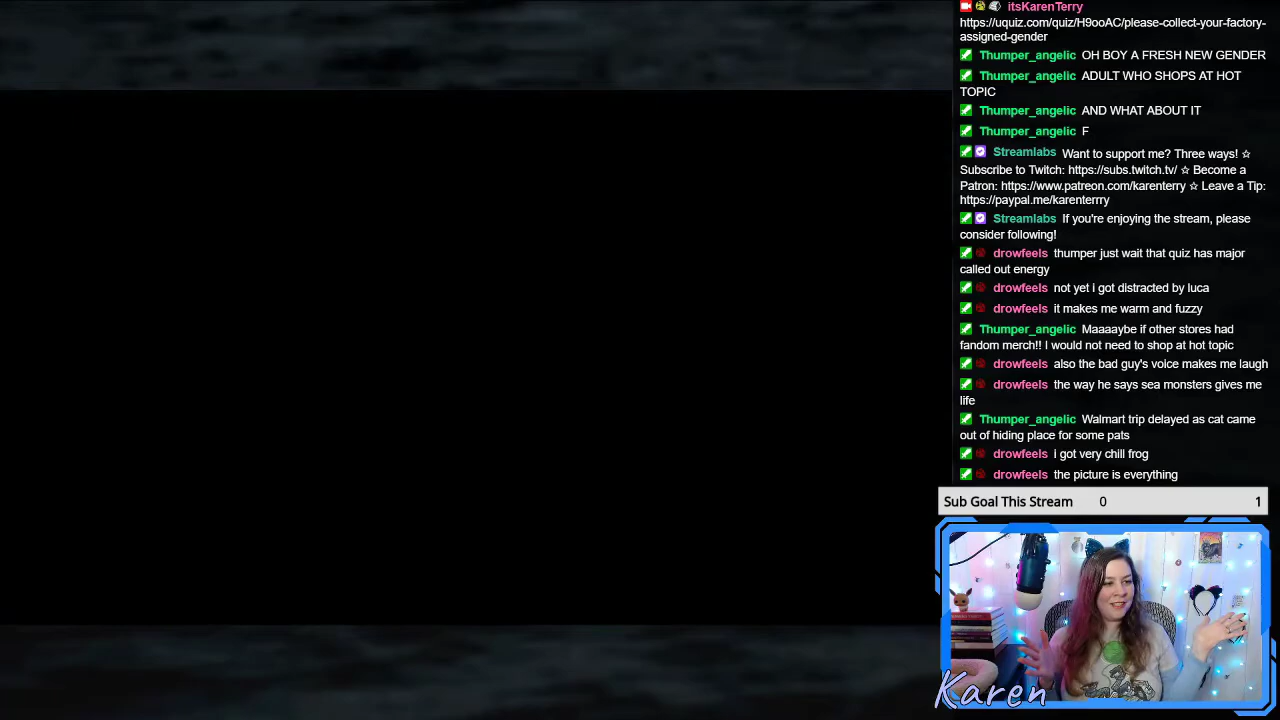 itsKarenTerry
https://uquiz.com/quiz/H9ooAC/please-collect-your-factory-
assigned-gender
Thumper_angelic OH BOY A FRESH NEW GENDER
Thumper_angelic ADULT WHO SHOPS AT HOT
TOPIC
Thumper_angelic AND WHAT ABOUT IT
Thumper_angelic F
Streamlabs Want to support me? Three ways! ☆
Subscribe to Twitch: https://subs.twitch.tv/ ☆ Become a
Patron: https://www.patreon.com/karenterry ☆ Leave a Tip:
https://paypal.me/karenterrry
Streamlabs If you're enjoying the stream, please
consider following!
drowfeels thumper just wait that quiz has major
called out energy
drowfeels not yet i got distracted by luca
drowfeels it makes me warm and fuzzy
Thumper_angelic Maaaaybe if other stores had
fandom merch!! I would not need to shop at hot topic
drowfeels also the bad guy's voice makes me laugh
drowfeels the way he says sea monsters gives me
life
Thumper_angelic Walmart trip delayed as cat came
out of hiding place for some pats
drowfeels i got very chill frog
drowfeels the picture is everything
Sub Goal This Stream 0 1
Karen